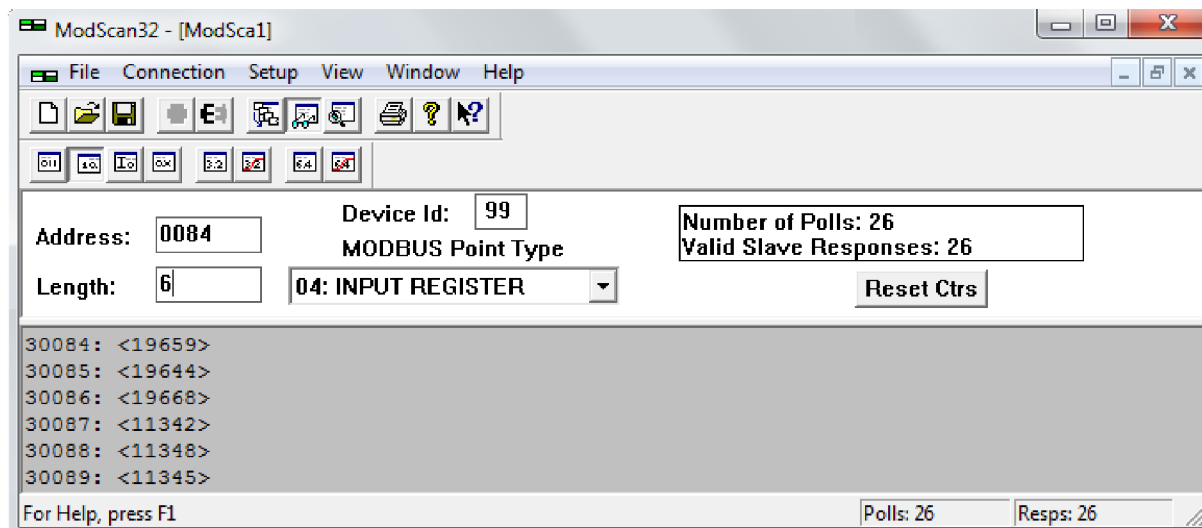 ModScan32 - [ModSca1]
File Connection Setup View Window Help
Address: 0084
Device Id: 99
MODBUS Point Type
Number of Polls: 26
Valid Slave Responses: 26
Length: 6
04: INPUT REGISTER
Reset Ctrs
30084: <19659>
30085: <19644>
30086: <19668>
30087: <11342>
30088: <11348>
30089: <11345>
For Help, press F1
Polls: 26
Resps: 26